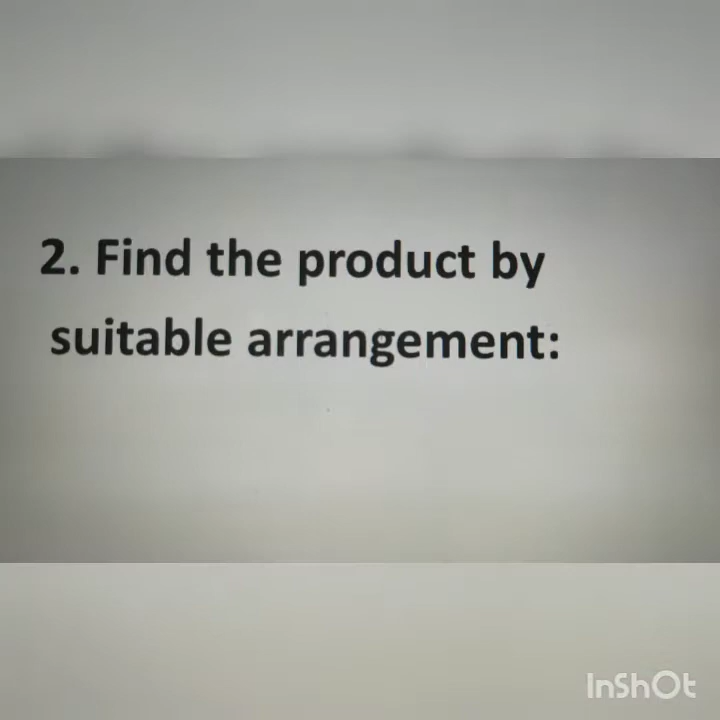 2. Find the product by
suitable arrangement:
InShOt